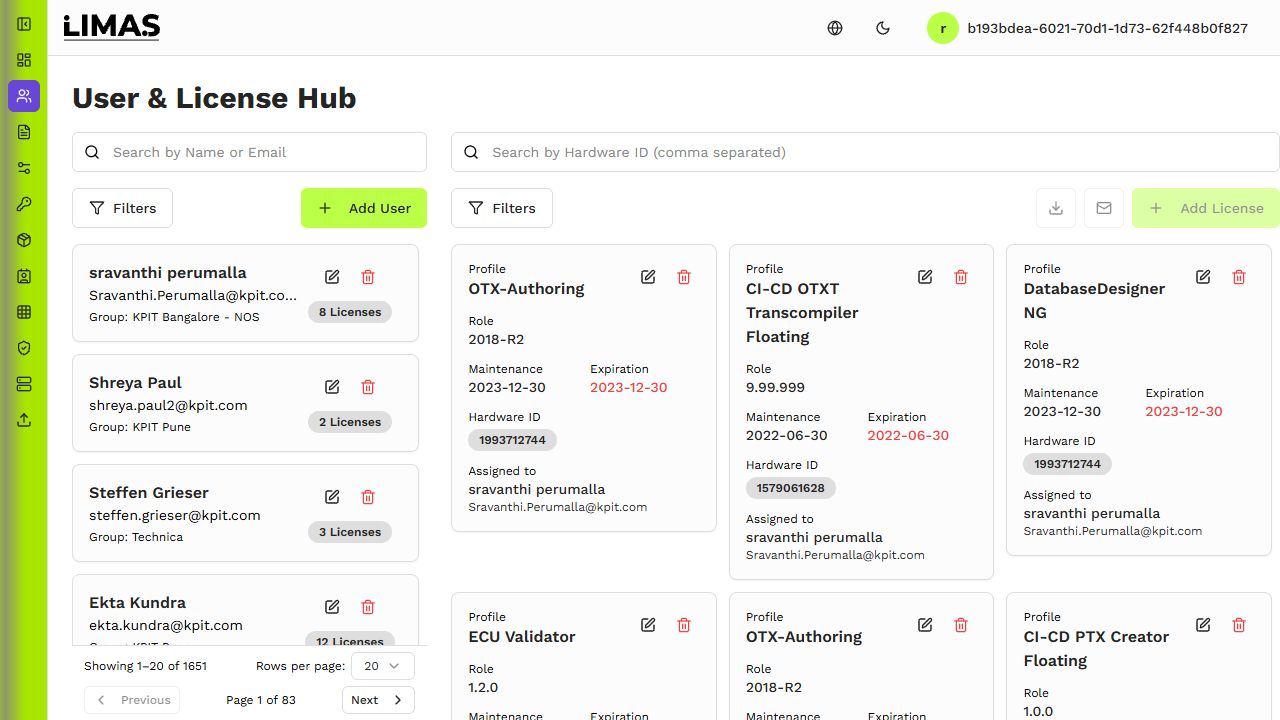 LIMAS
r
b193bdea-6021-70d1-1d73-62f448b0f827
User & License Hub
Search by Name or Email
Filters
Add User
sravanthi perumalla
Sravanthi.Perumalla@kpit.co...
Group: KPIT Bangalore - NOS
8 Licenses
Shreya Paul
shreya.paul2@kpit.com
Group: KPIT Pune
2 Licenses
Steffen Grieser
steffen.grieser@kpit.com
Group: Technica
3 Licenses
Ekta Kundra
ekta.kundra@kpit.com
12 Licenses
Showing 1–20 of 1651
Rows per page: 20
Previous
Page 1 of 83
Next
Search by Hardware ID (comma separated)
Filters
Add License
Profile
OTX-Authoring
Role
2018-R2
Maintenance Expiration
2023-12-30 2023-12-30
Hardware ID
1993712744
Assigned to
sravanthi perumalla
Sravanthi.Perumalla@kpit.com
Profile
CI-CD OTXT
Transcompiler
Floating
Role
9.99.999
Maintenance Expiration
2022-06-30 2022-06-30
Hardware ID
1579061628
Assigned to
sravanthi perumalla
Sravanthi.Perumalla@kpit.com
Profile
DatabaseDesigner
NG
Role
2018-R2
Maintenance Expiration
2023-12-30 2023-12-30
Hardware ID
1993712744
Assigned to
sravanthi perumalla
Sravanthi.Perumalla@kpit.com
Profile
ECU Validator
Role
1.2.0
Maintenance Expiration
Profile
OTX-Authoring
Role
2018-R2
Maintenance Expiration
Profile
CI-CD PTX Creator
Floating
Role
1.0.0